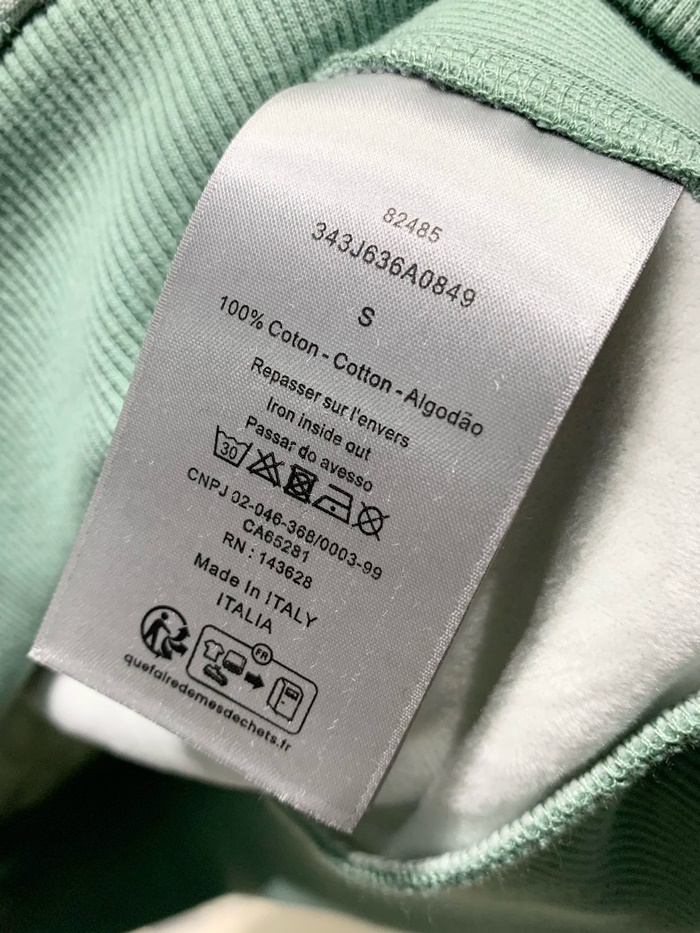 82485
343J636A0849
S
100% Coton - Cotton - Algodão
Repasser sur l'envers
Iron inside out
Passar do avesso
30
CNPJ 02-046-368/0003-99
CA65281
RN : 143628
Made In ITALY
ITALIA
FR
quefairedemesdechets.fr